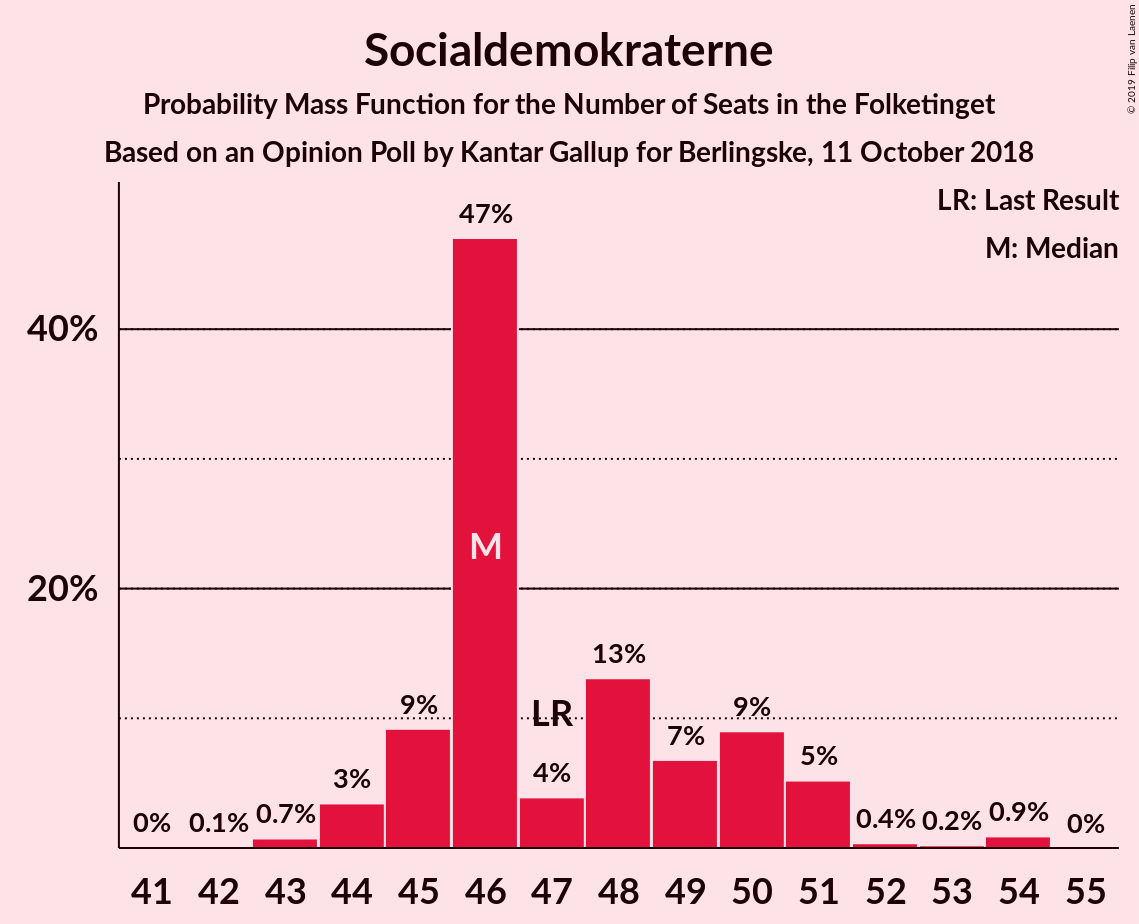 Socialdemokraterne
Probability Mass Function for the Number of Seats in the Folketinget
Based on an Opinion Poll by Kantar Gallup for Berlingske, 11 October 2018
© 2019 Filip van Laenen
LR: Last Result
M: Median
40%
20%
0%
0.1%
0.7%
3%
9%
47%
M
LR
4%
13%
7%
9%
5%
0.4%
0.2%
0.9%
0%
41 42 43 44 45 46 47 48 49 50 51 52 53 54 55